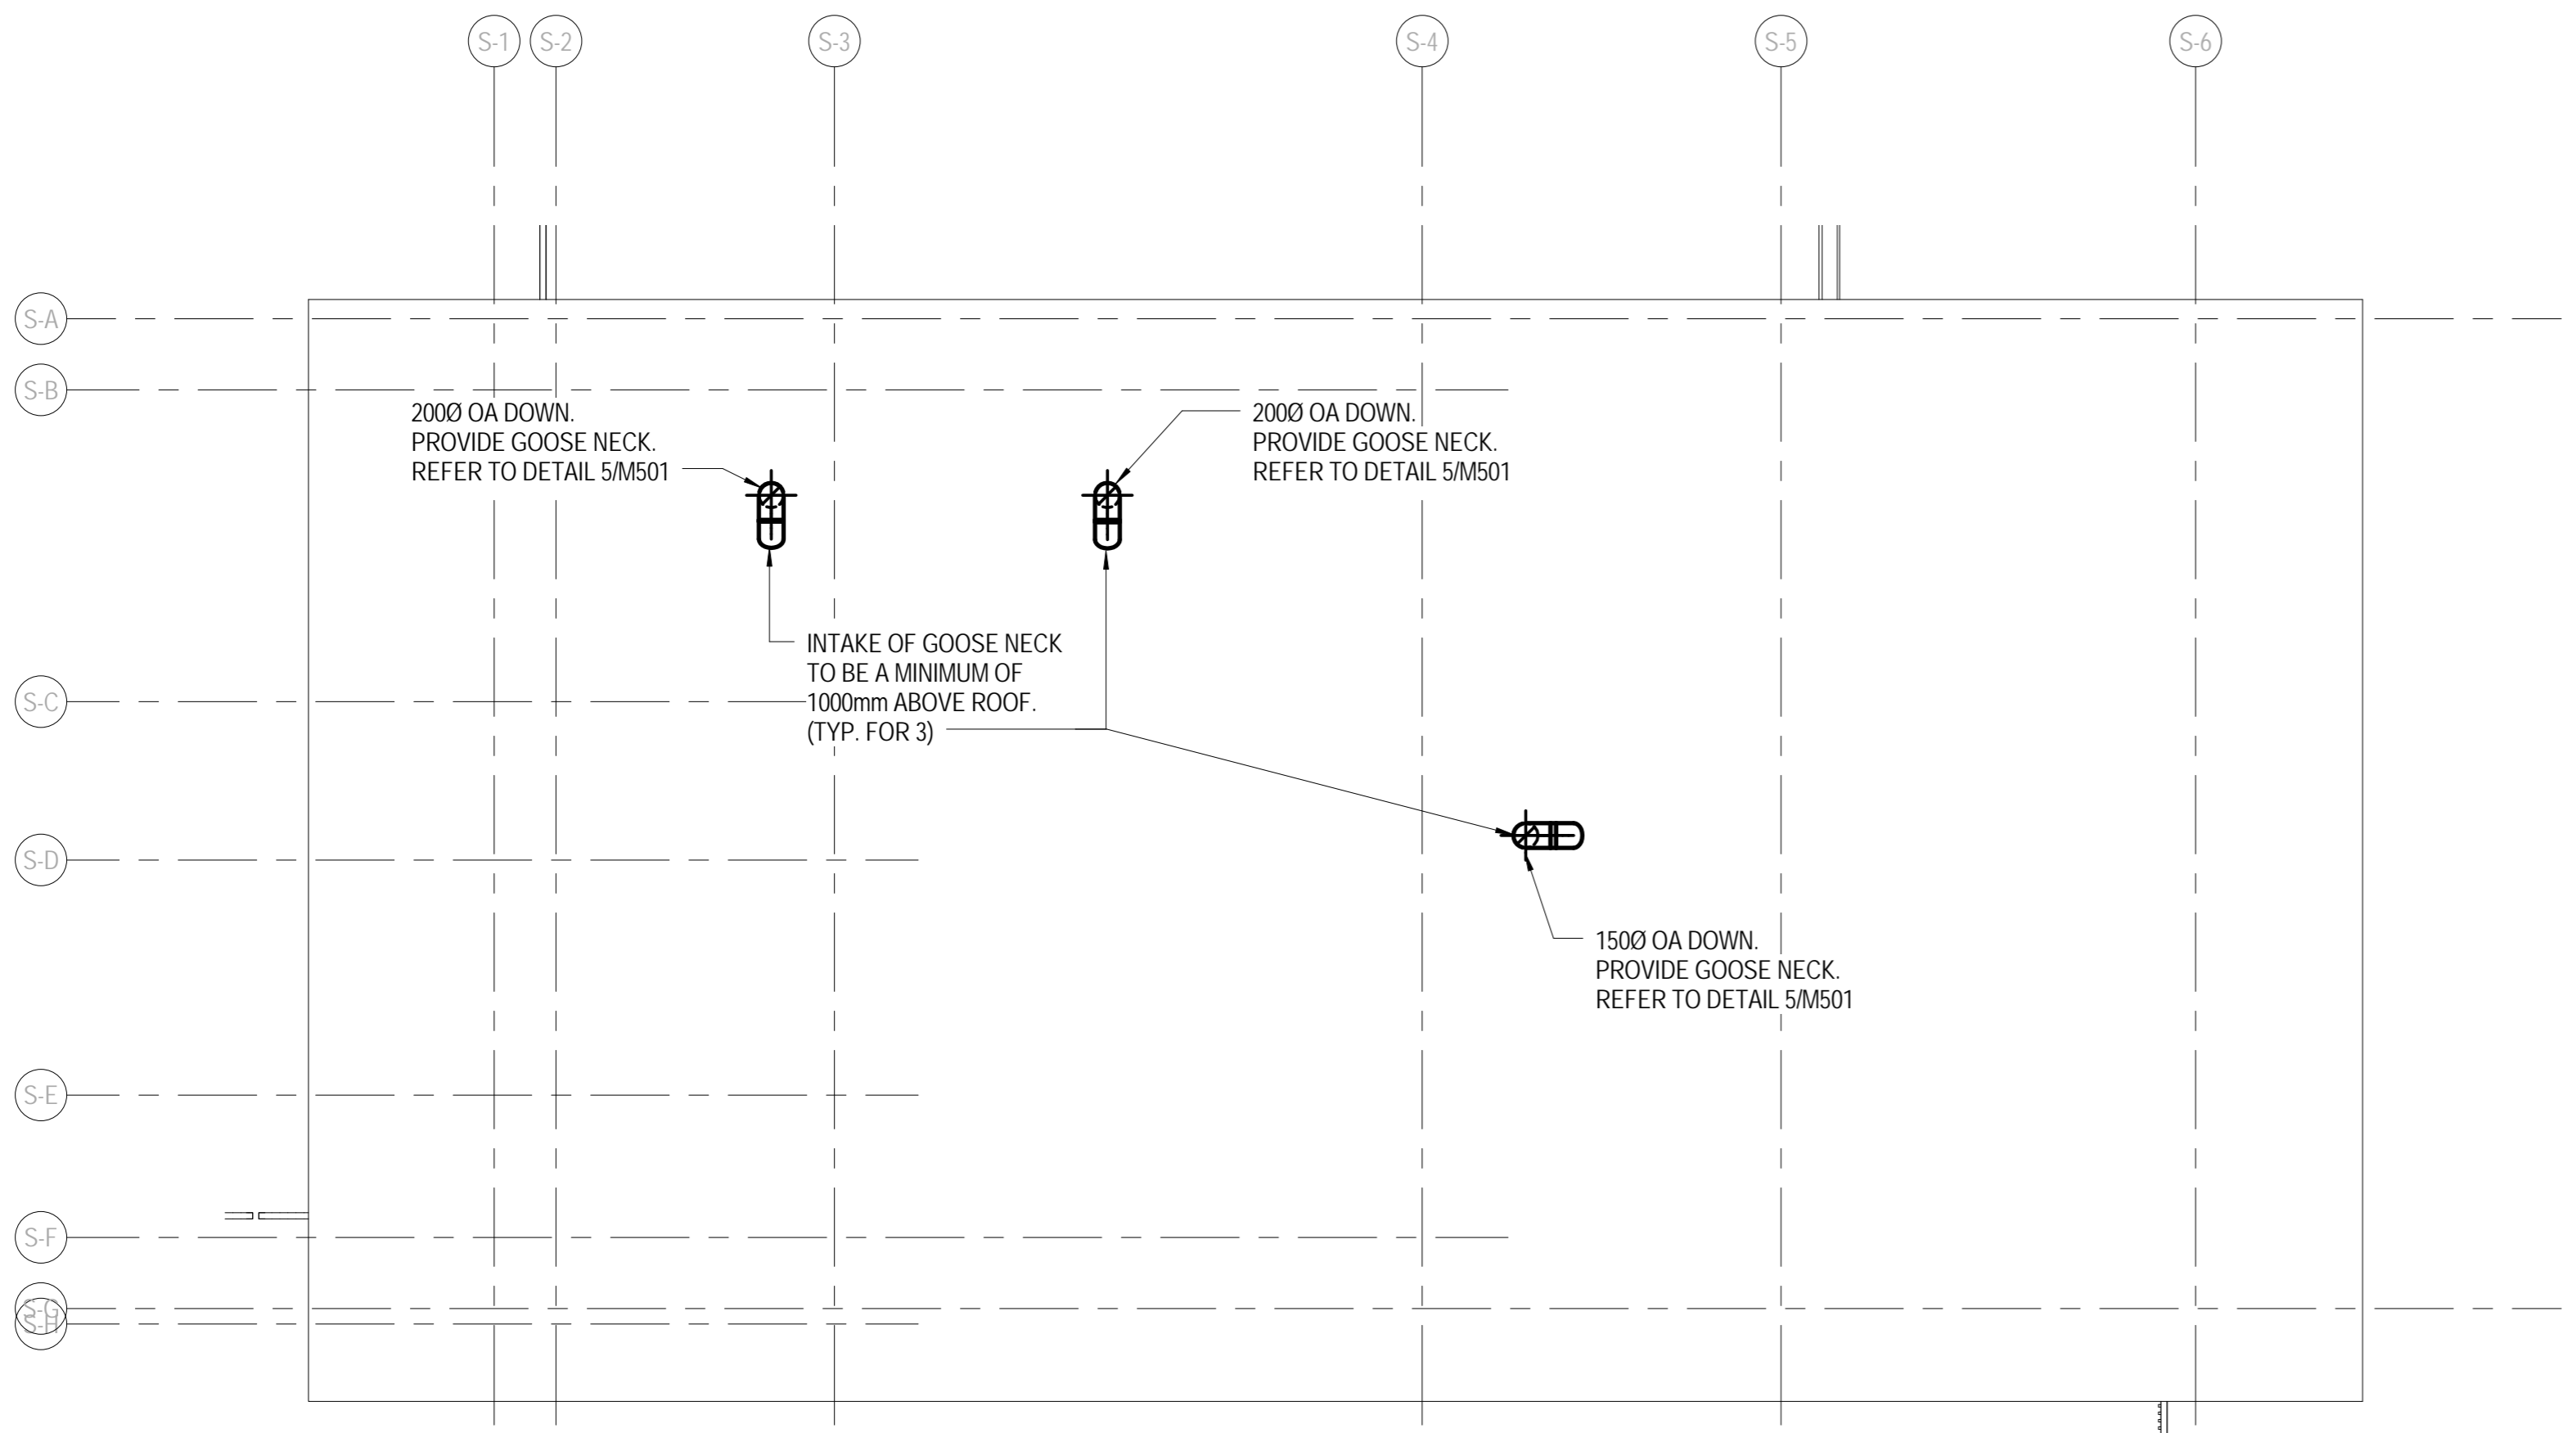 S-1
S-2
S-3
S-4
S-5
S-6
S-A
S-B
200Ø OA DOWN.
PROVIDE GOOSE NECK.
REFER TO DETAIL 5/M501
200Ø OA DOWN.
PROVIDE GOOSE NECK.
REFER TO DETAIL 5/M501
INTAKE OF GOOSE NECK
TO BE A MINIMUM OF
1000mm ABOVE ROOF.
(TYP. FOR 3)
S-C
S-D
150Ø OA DOWN.
PROVIDE GOOSE NECK.
REFER TO DETAIL 5/M501
S-E
S-F
S-G
S-H